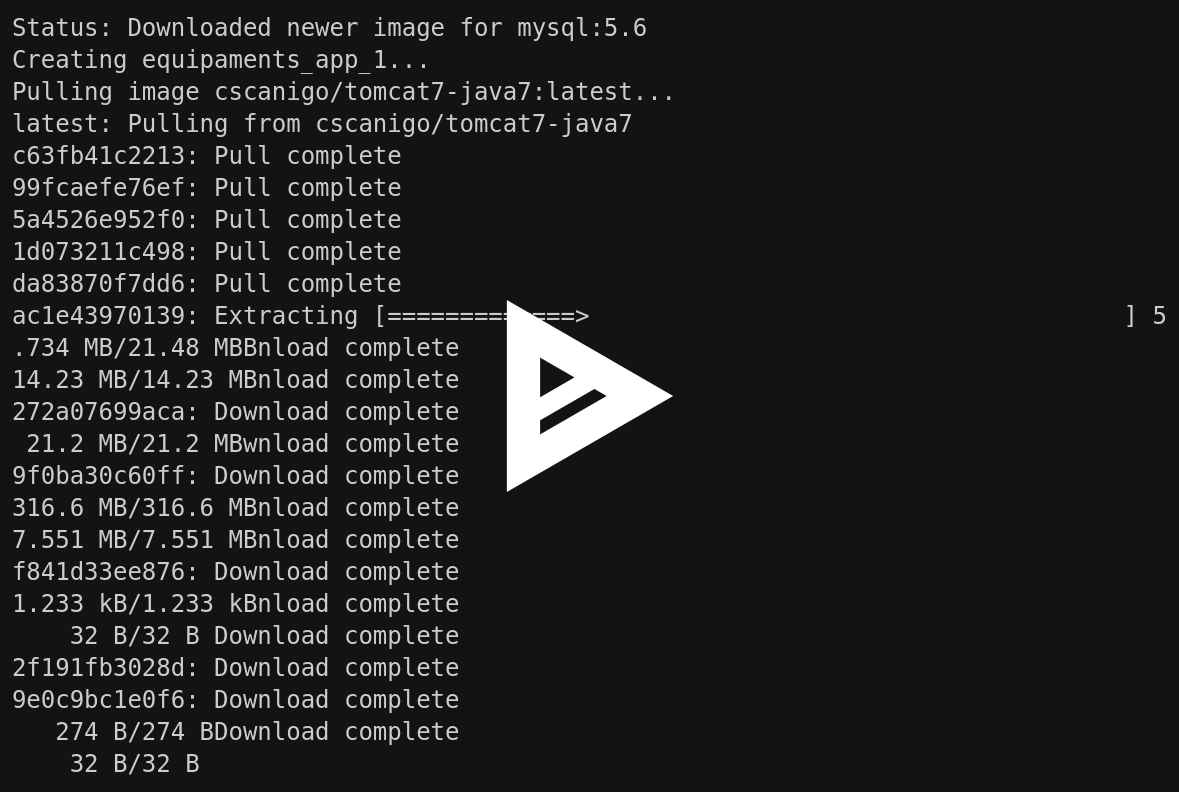 Status: Downloaded newer image for mysql:5.6
Creating equipaments_app_1...
Pulling image cscanigo/tomcat7-java7:latest...
latest: Pulling from cscanigo/tomcat7-java7
c63fb41c2213: Pull complete
99fcaefe76ef: Pull complete
5a4526e952f0: Pull complete
1d073211c498: Pull complete
da83870f7dd6: Pull complete
ac1e43970139: Extracting [=============>                                     ] 5
.734 MB/21.48 MBBnload complete
14.23 MB/14.23 MBnload complete
272a07699aca: Download complete
 21.2 MB/21.2 MBwnload complete
9f0ba30c60ff: Download complete
316.6 MB/316.6 MBnload complete
7.551 MB/7.551 MBnload complete
f841d33ee876: Download complete
1.233 kB/1.233 kBnload complete
    32 B/32 B Download complete
2f191fb3028d: Download complete
9e0c9bc1e0f6: Download complete
   274 B/274 BDownload complete
    32 B/32 B